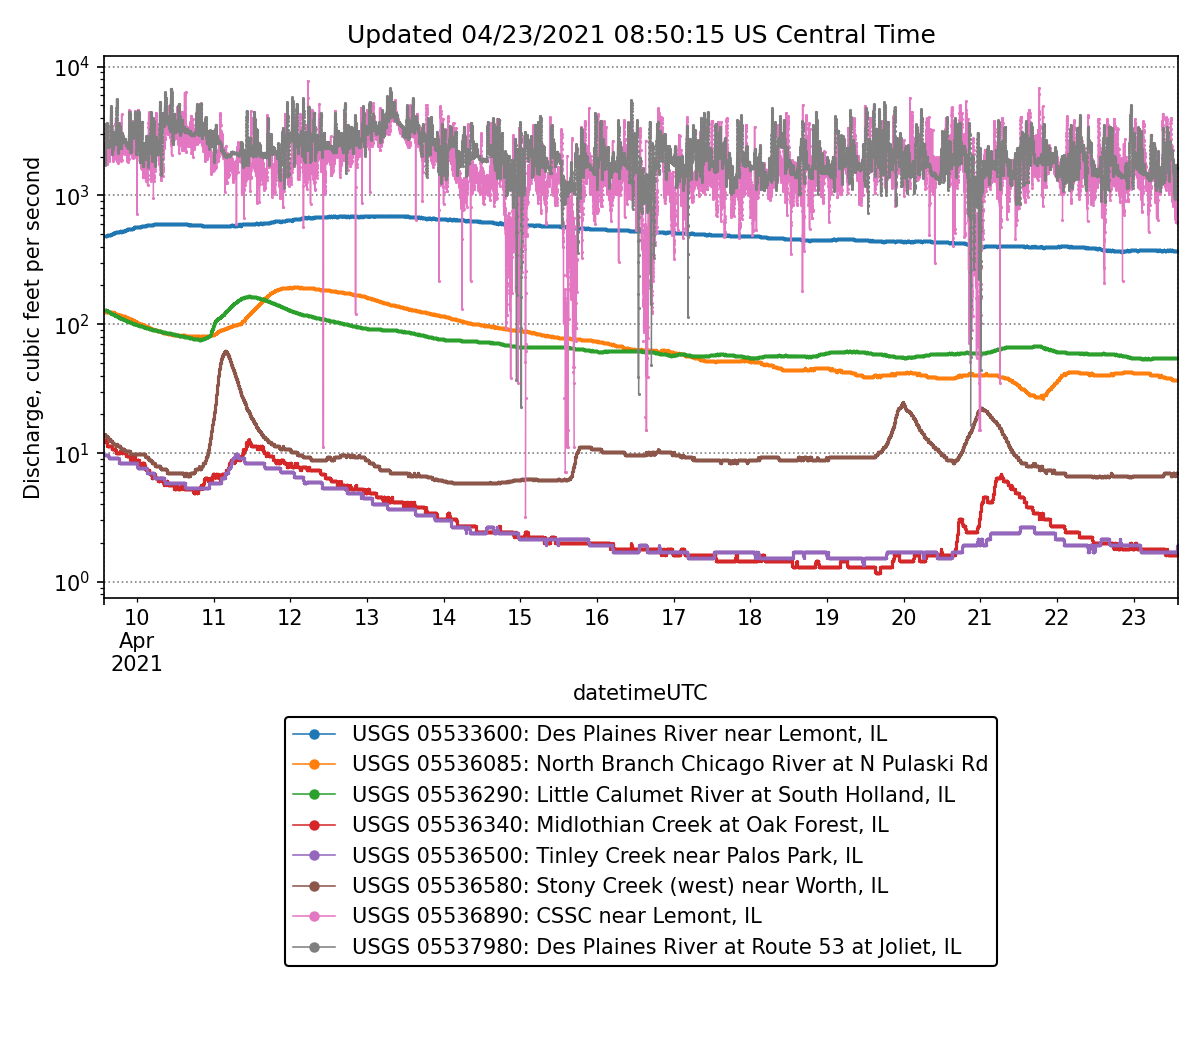 Updated 04/23/2021 08:50:15 US Central Time
Discharge, cubic feet per second
10^4
10^3
10^2
10^1
10^0
10 11 12 13 14 15 16 17 18 19 20 21 22 23
Apr
2021
datetimeUTC
USGS 05533600: Des Plaines River near Lemont, IL
USGS 05536085: North Branch Chicago River at N Pulaski Rd
USGS 05536290: Little Calumet River at South Holland, IL
USGS 05536340: Midlothian Creek at Oak Forest, IL
USGS 05536500: Tinley Creek near Palos Park, IL
USGS 05536580: Stony Creek (west) near Worth, IL
USGS 05536890: CSSC near Lemont, IL
USGS 05537980: Des Plaines River at Route 53 at Joliet, IL